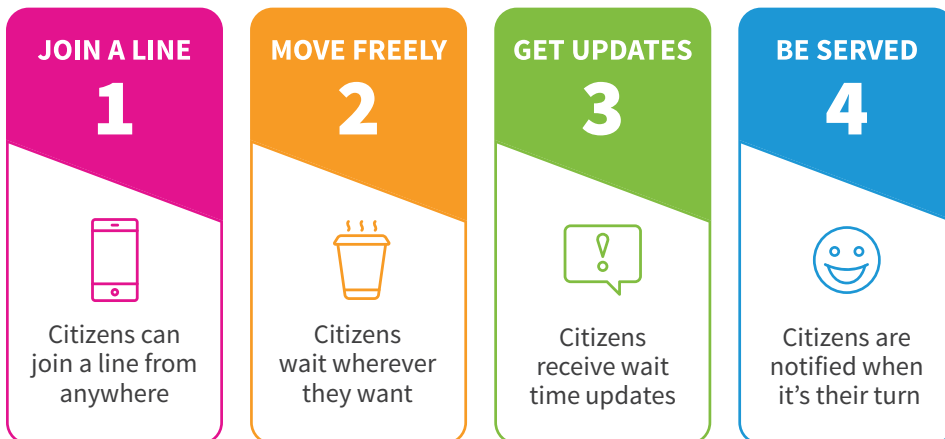 JOIN A LINE
1
Citizens can
join a line from
anywhere
MOVE FREELY
2
Citizens
wait wherever
they want
GET UPDATES
3
Citizens
receive wait
time updates
BE SERVED
4
Citizens are
notified when
it's their turn